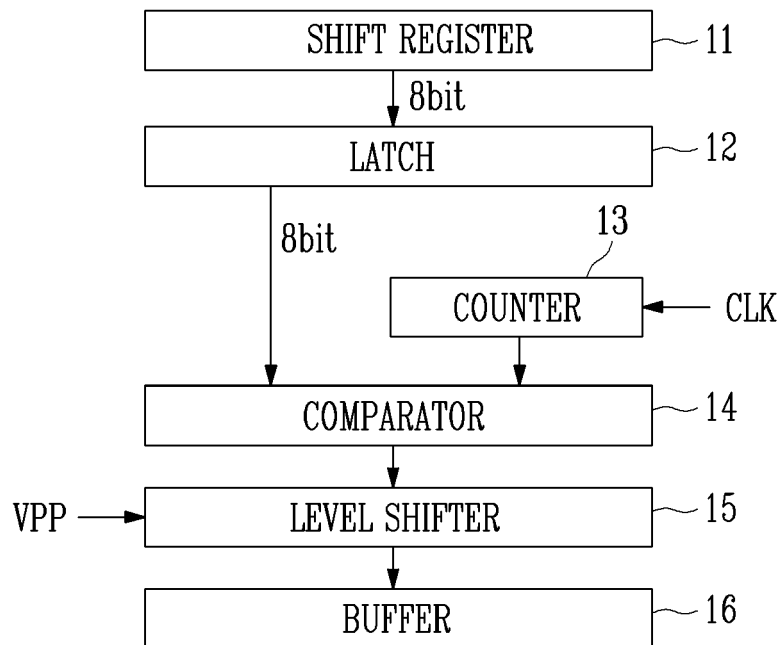 SHIFT REGISTER
11
8bit
LATCH
12
8bit
13
COUNTER
CLK
COMPARATOR
14
VPP
LEVEL SHIFTER
15
BUFFER
16